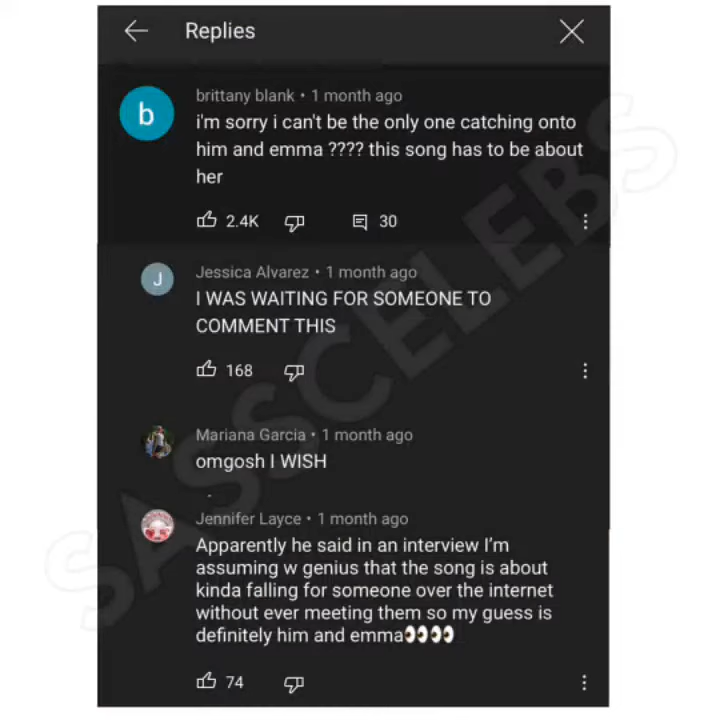 Replies
brittany blank • 1 month ago
b
i'm sorry i can't be the only one catching onto
him and emma ???? this song has to be about
her
2.4K 30
Jessica Alvarez • 1 month ago
J
I WAS WAITING FOR SOMEONE TO
COMMENT THIS
168
Mariana Garcia • 1 month ago
omgosh I WISH
Jennifer Layce • 1 month ago
Apparently he said in an interview I'm
assuming w genius that the song is about
kinda falling for someone over the internet
without ever meeting them so my guess is
definitely him and emma👀👀
74
SASSCELEBS